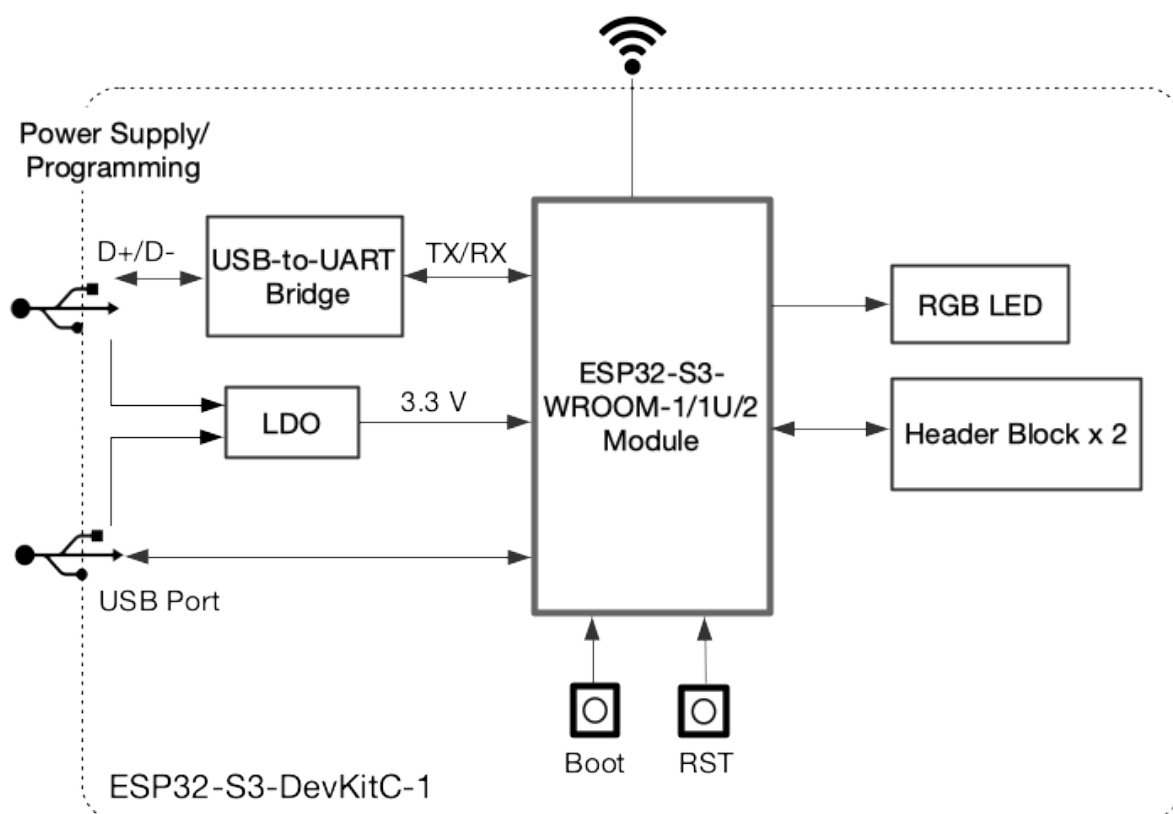 Power Supply/
Programming
D+/D-
USB-to-UART
Bridge
TX/RX
RGB LED
ESP32-S3-
WROOM-1/1U/2
Module
LDO
3.3 V
Header Block x 2
USB Port
Boot
RST
ESP32-S3-DevKitC-1